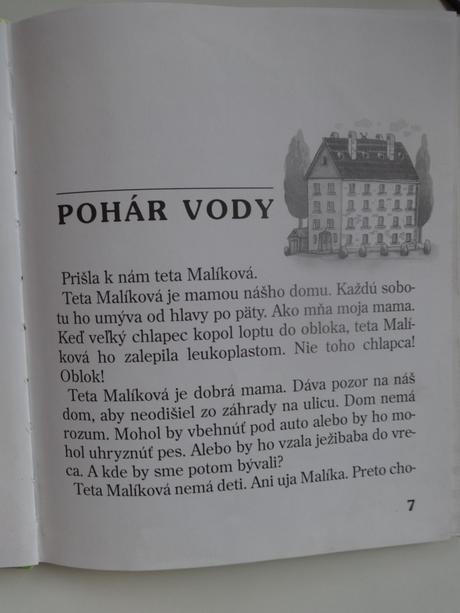 POHÁR VODY
Prišla k nám teta Malíková.
Teta Malíková je mamou nášho domu. Každú sobo-
tu ho umýva od hlavy po päty. Ako mňa moja mama.
Keď veľký chlapec kopol loptu do obloka, teta Malí-
ková ho zalepila leukoplastom. Nie toho chlapca!
Oblok!
Teta Malíková je dobrá mama. Dáva pozor na náš
dom, aby neodišiel zo záhrady na ulicu. Dom nemá
rozum. Mohol by vbehnúť pod auto alebo by ho mo-
hol uhryznúť pes. Alebo by ho vzala ježibaba do vre-
ca. A kde by sme potom bývali?
Teta Malíková nemá deti. Ani uja Malíka. Preto cho-
7